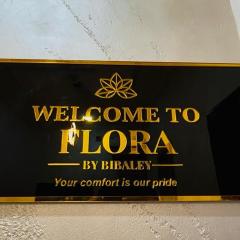 WELCOME TO
FLORA
BY BIBALEY
Your comfort is our pride